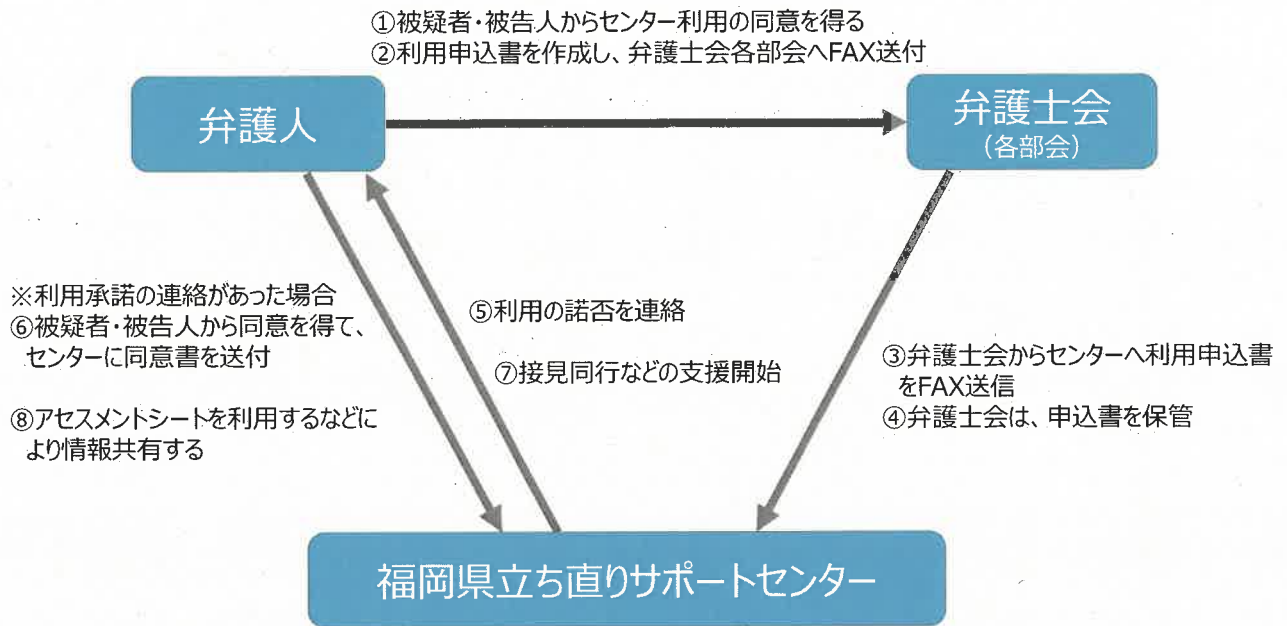 ①被疑者・被告人からセンター利用の同意を得る
②利用申込書を作成し、弁護士会各部会へFAX送付
弁護人
弁護士会
（各部会）
※利用承諾の連絡があった場合
⑥被疑者・被告人から同意を得て、
センターに同意書を送付
⑤利用の諾否を連絡
⑦接見同行などの支援開始
③弁護士会からセンターへ利用申込書
をFAX送信
④弁護士会は、申込書を保管
⑧アセスメントシートを利用するなどに
より情報共有する
福岡県立ち直りサポートセンター